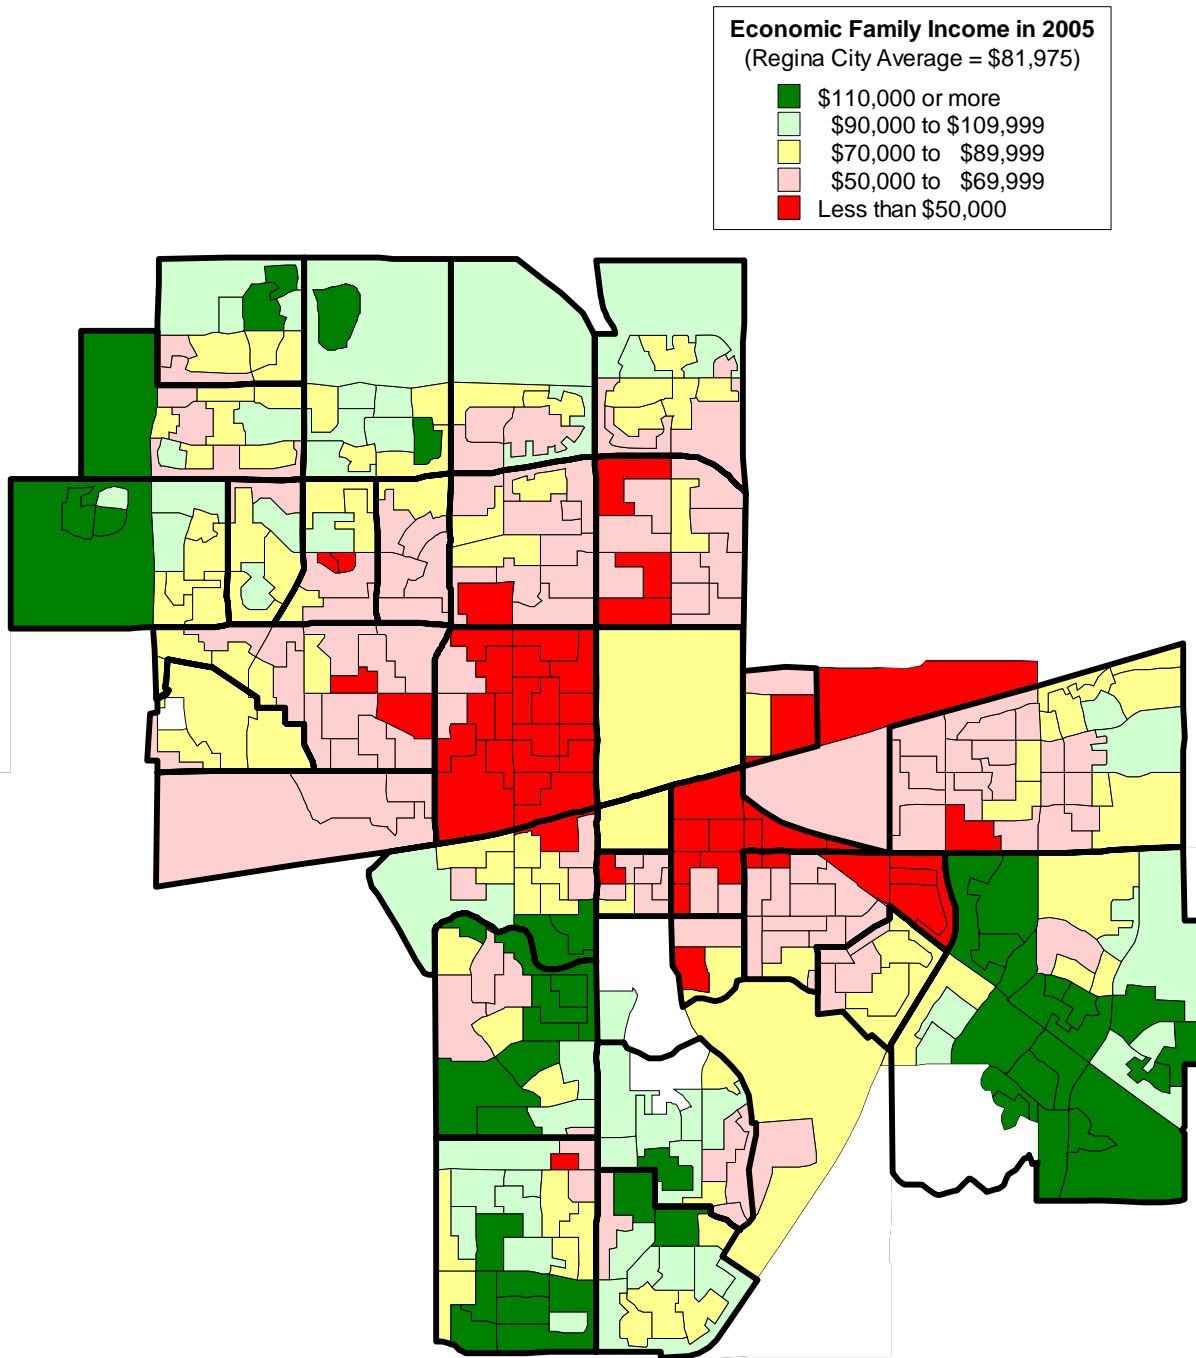 Economic Family Income in 2005
(Regina City Average = $81,975)
$110,000 or more
$90,000 to $109,999
$70,000 to $89,999
$50,000 to $69,999
Less than $50,000